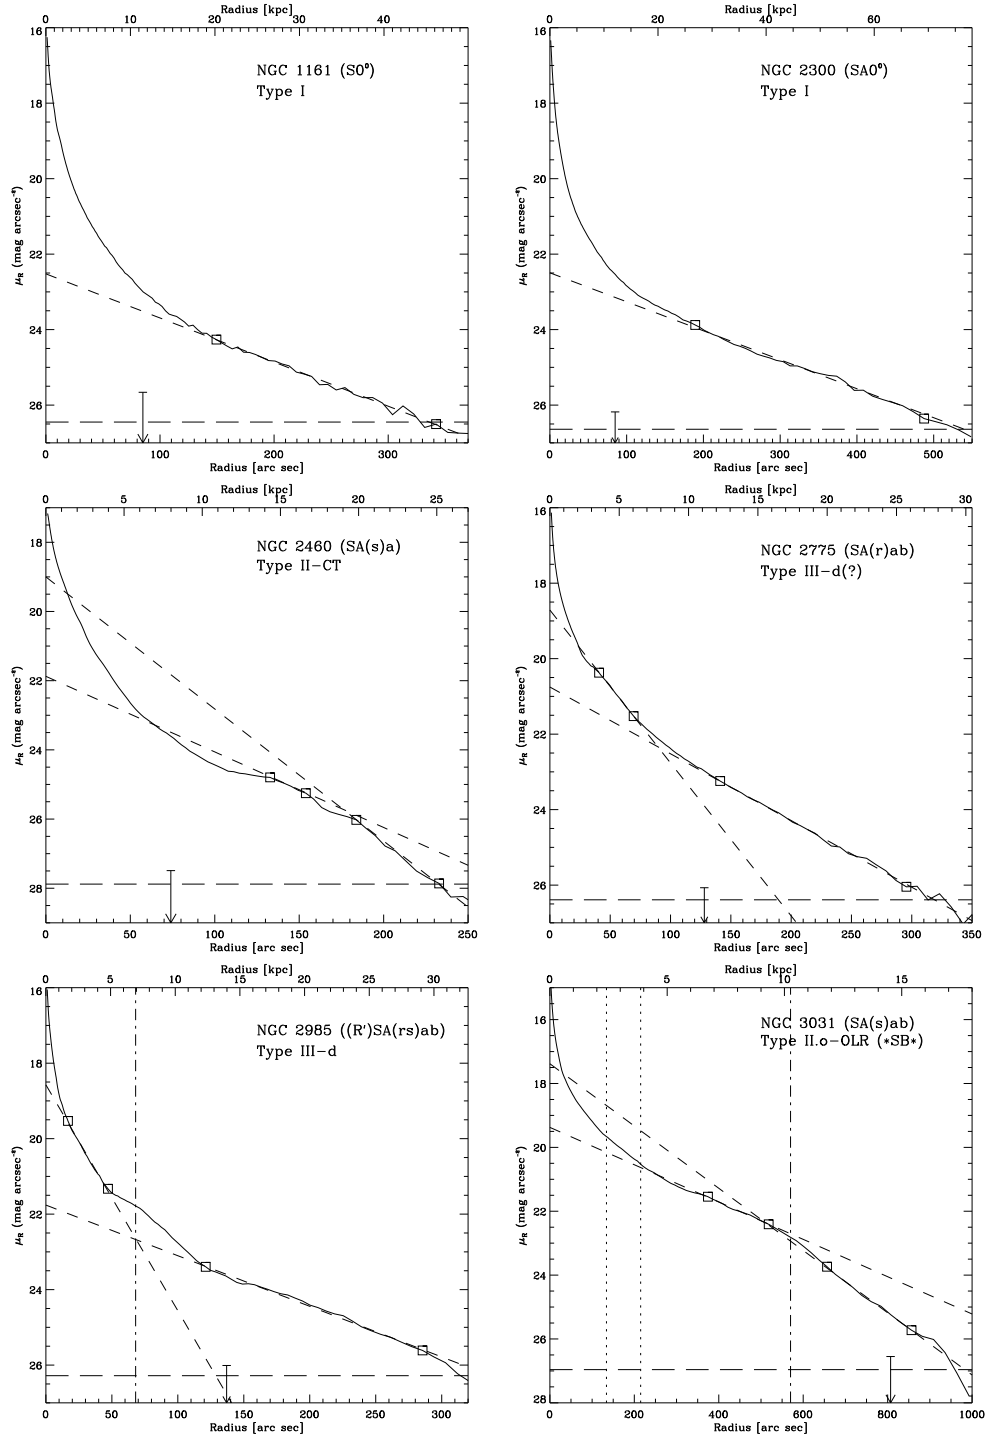 Radius [kpc]
0 10 20 30 40
16 18 20 22 24 26
μR (mag arcsec⁻²)
NGC 1161 (S0⁰)
Type I
0 100 200 300
Radius [arc sec]
Radius [kpc]
0 20 40 60
16 18 20 22 24 26
μR (mag arcsec⁻²)
NGC 2300 (SA0⁰)
Type I
0 100 200 300 400 500
Radius [arc sec]
Radius [kpc]
0 5 10 15 20 25
18 20 22 24 26 28
μR (mag arcsec⁻²)
NGC 2460 (SA(s)a)
Type II-CT
0 50 100 150 200 250
Radius [arc sec]
Radius [kpc]
0 5 10 15 20 25 30
16 18 20 22 24 26
μR (mag arcsec⁻²)
NGC 2775 (SA(r)ab)
Type III-d(?)
0 50 100 150 200 250 300 350
Radius [arc sec]
Radius [kpc]
0 5 10 15 20 25 30
16 18 20 22 24 26
μR (mag arcsec⁻²)
NGC 2985 ((R')SA(rs)ab)
Type III-d
0 50 100 150 200 250 300
Radius [arc sec]
Radius [kpc]
0 5 10 15
16 18 20 22 24 26 28
μR (mag arcsec⁻²)
NGC 3031 (SA(s)ab)
Type II.o-OLR (*SB*)
0 200 400 600 800 1000
Radius [arc sec]